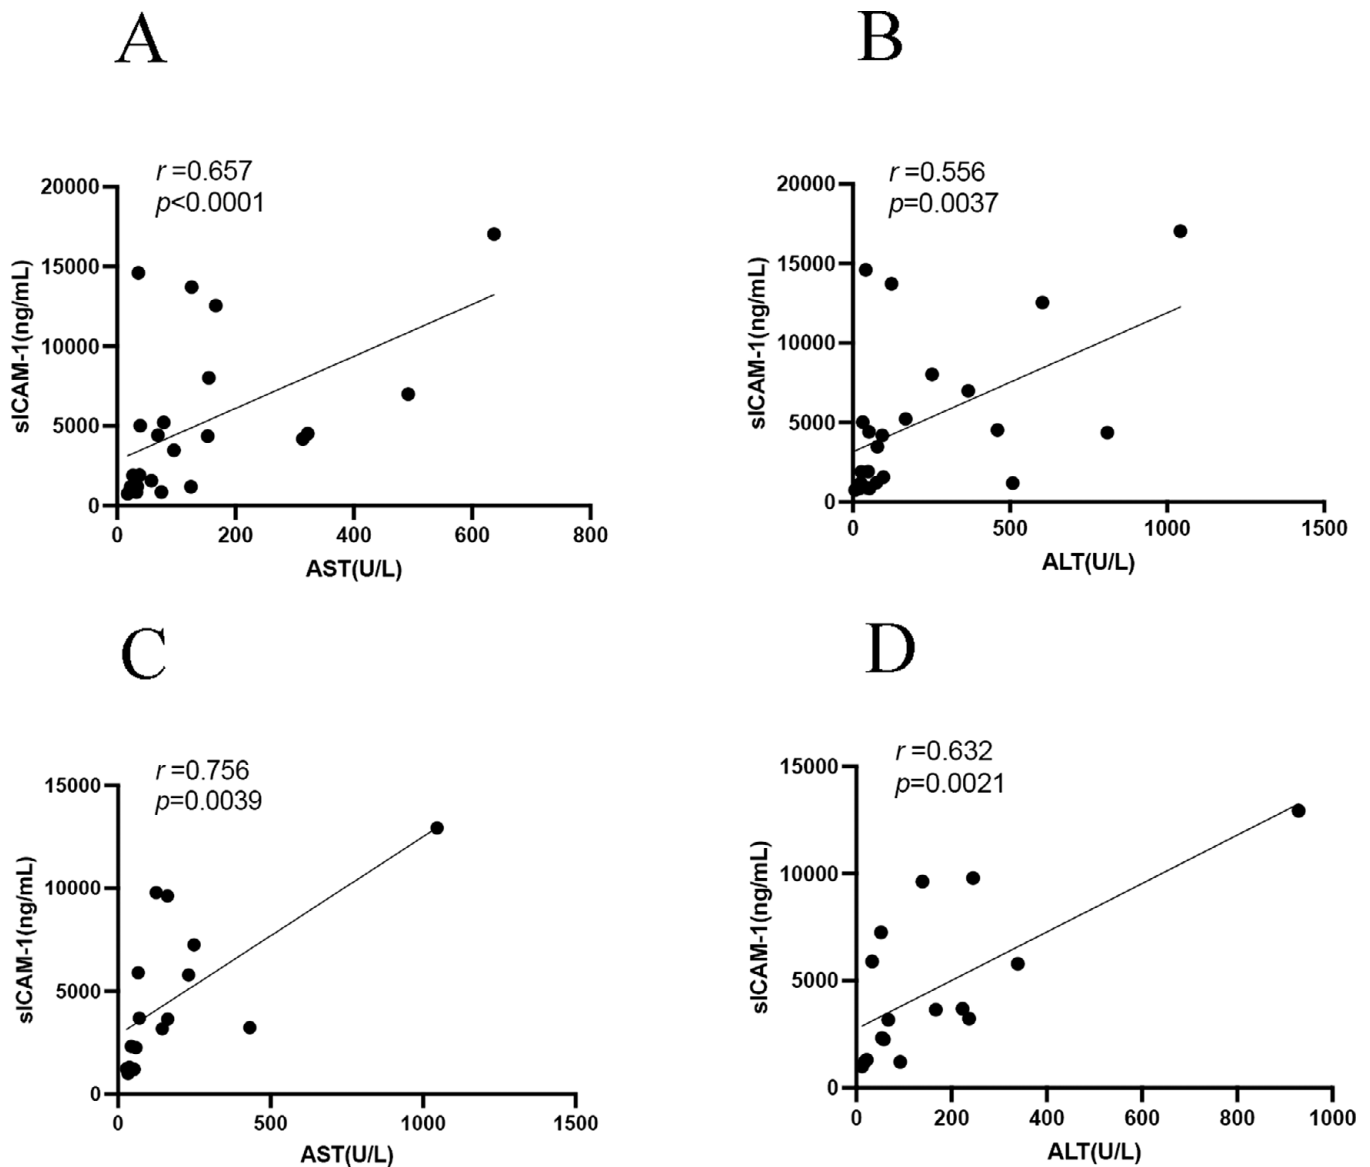 A
r =0.657
p<0.0001
20000
15000
10000
5000
0
sICAM-1(ng/mL)
0 200 400 600 800
AST(U/L)
B
r =0.556
p=0.0037
20000
15000
10000
5000
0
sICAM-1(ng/mL)
0 500 1000 1500
ALT(U/L)
C
r =0.756
p=0.0039
15000
10000
5000
0
sICAM-1(ng/mL)
0 500 1000 1500
AST(U/L)
D
r =0.632
p=0.0021
15000
10000
5000
0
sICAM-1(ng/mL)
0 200 400 600 800 1000
ALT(U/L)